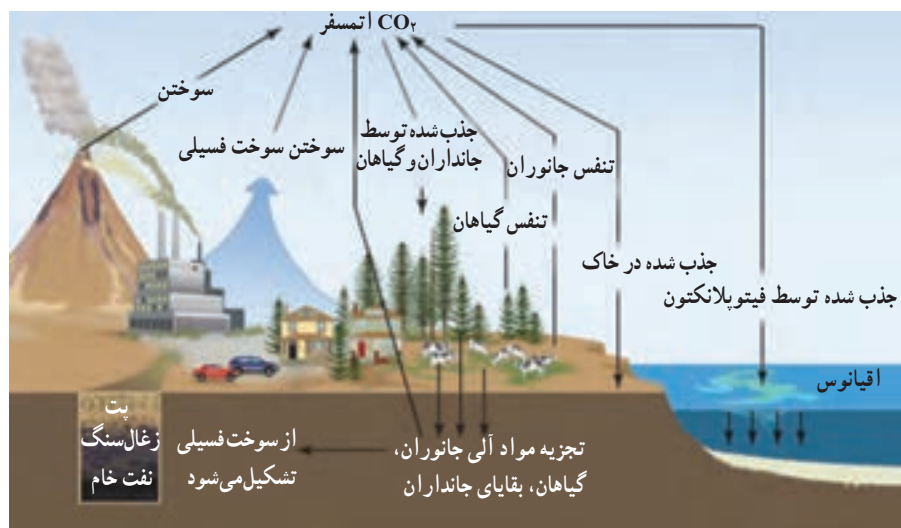 CO₂ اتمسفر
سوختن
سوختن سوخت فسیلی
جذب شده توسط
جانداران و گیاهان
تنفس جانوران
تنفس گیاهان
جذب شده در خاک
جذب شده توسط فیتوپلانکتون
اقیانوس
تجزیه مواد آلی جانوران،
گیاهان، بقایای جانداران
از سوخت فسیلی
تشکیل می‌شود
پت
زغال‌سنگ
نفت خام